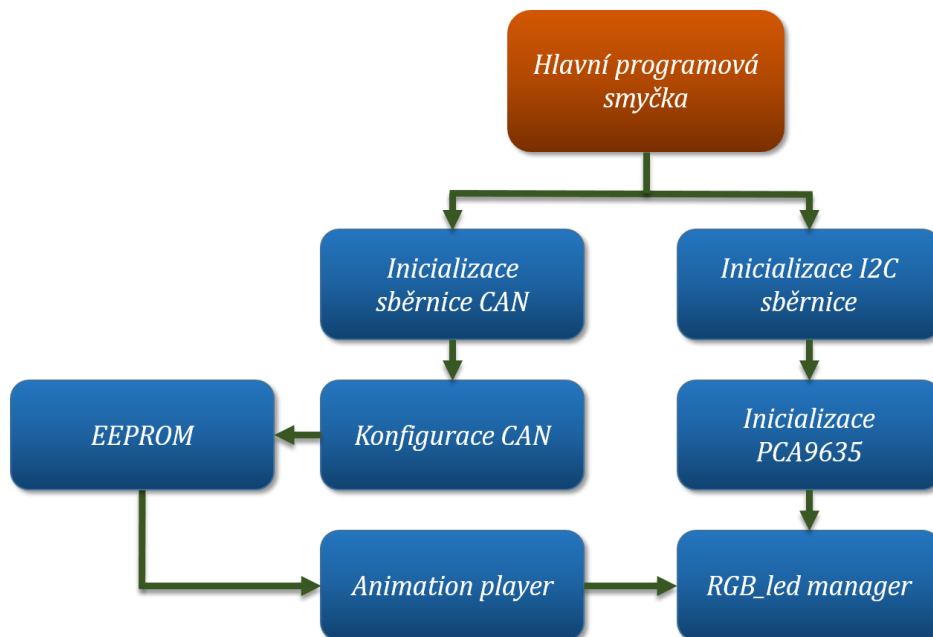 Hlavní programová
smyčka
Inicializace
sběrnice CAN
Inicializace I2C
sběrnice
EEPROM
Konfigurace CAN
Inicializace
PCA9635
Animation player
RGB_led manager